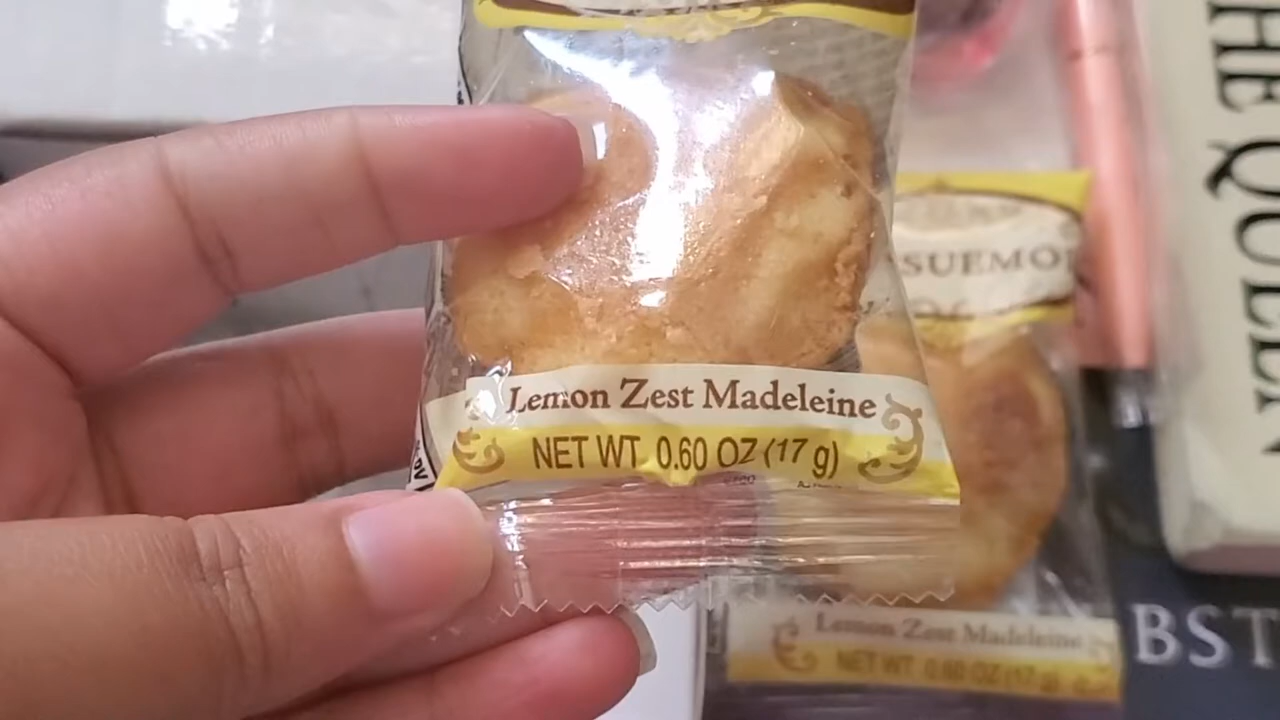 Lemon Zest Madeleine
NET WT. 0.60 OZ (17 g)
SUEMO
Lemon Zest Madeleine
NET WT 0.60 OZ (17 g)
HE QUEEN
BST